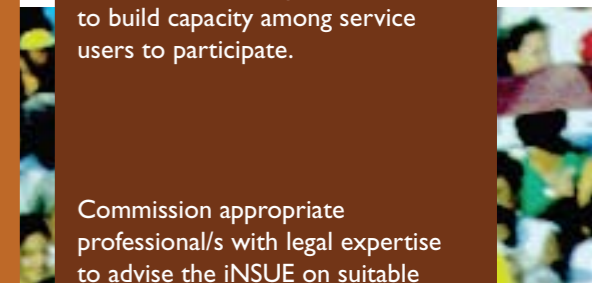 to build capacity among service
users to participate.
Commission appropriate
professional/s with legal expertise
to advise the iNSUE on suitable